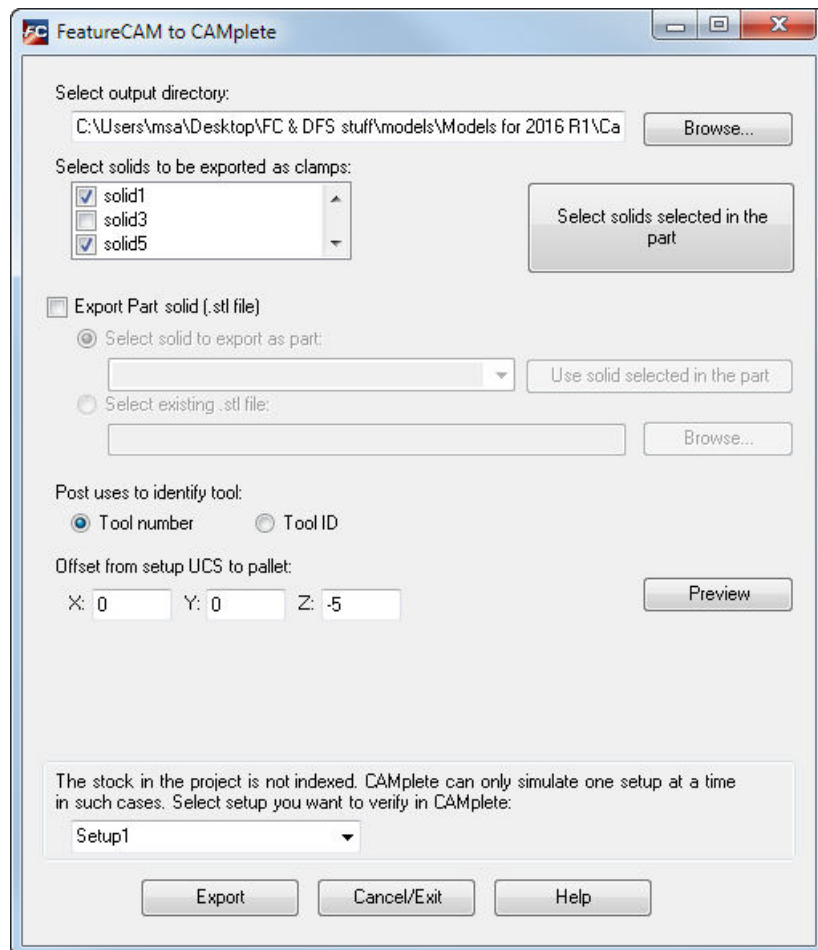 FC FeatureCAM to CAMplete
Select output directory:
C:\Users\msa\Desktop\FC & DFS stuff\models\Models for 2016 R1\Ca
Browse...
Select solids to be exported as clamps:
solid1
solid3
solid5
Select solids selected in the
part
Export Part solid (.stl file)
Select solid to export as part:
Use solid selected in the part
Select existing .stl file:
Browse...
Post uses to identify tool:
Tool number
Tool ID
Offset from setup UCS to pallet:
X: 0 Y: 0 Z: -5
Preview
The stock in the project is not indexed. CAMplete can only simulate one setup at a time
in such cases. Select setup you want to verify in CAMplete:
Setup1
Export
Cancel/Exit
Help